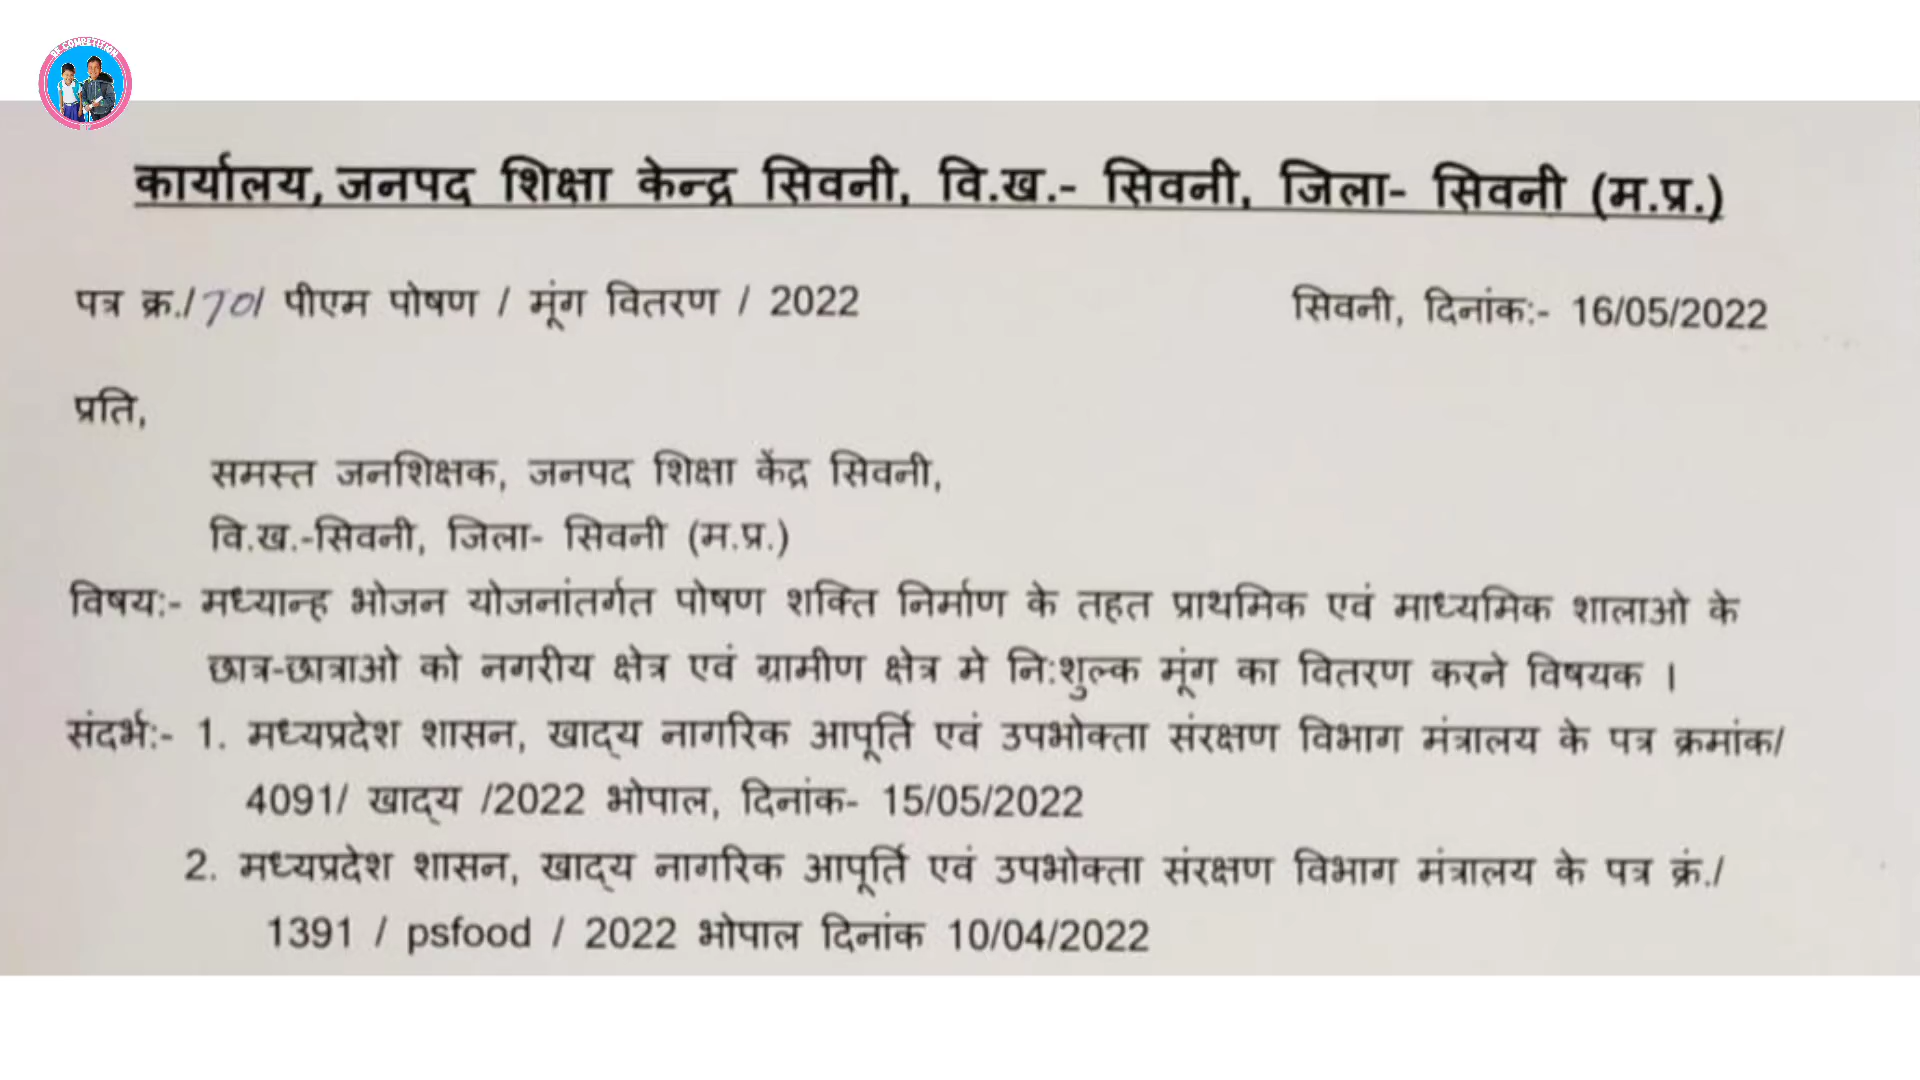 BE COMPETITION
कार्यालय, जनपद शिक्षा केन्द्र सिवनी, वि.ख.- सिवनी, जिला- सिवनी (म.प्र.)
पत्र क्र./701 पीएम पोषण / मूंग वितरण / 2022 सिवनी, दिनांक:- 16/05/2022
प्रति,
समस्त जनशिक्षक, जनपद शिक्षा केंद्र सिवनी,
वि.ख.-सिवनी, जिला- सिवनी (म.प्र.)
विषय:- मध्यान्ह भोजन योजनांतर्गत पोषण शक्ति निर्माण के तहत प्राथमिक एवं माध्यमिक शालाओ के
छात्र-छात्राओ को नगरीय क्षेत्र एवं ग्रामीण क्षेत्र मे नि:शुल्क मूंग का वितरण करने विषयक ।
संदर्भ:- 1. मध्यप्रदेश शासन, खाद्य नागरिक आपूर्ति एवं उपभोक्ता संरक्षण विभाग मंत्रालय के पत्र क्रमांक/
4091/ खाद्य /2022 भोपाल, दिनांक- 15/05/2022
2. मध्यप्रदेश शासन, खाद्य नागरिक आपूर्ति एवं उपभोक्ता संरक्षण विभाग मंत्रालय के पत्र क्रं./
1391 / psfood / 2022 भोपाल दिनांक 10/04/2022